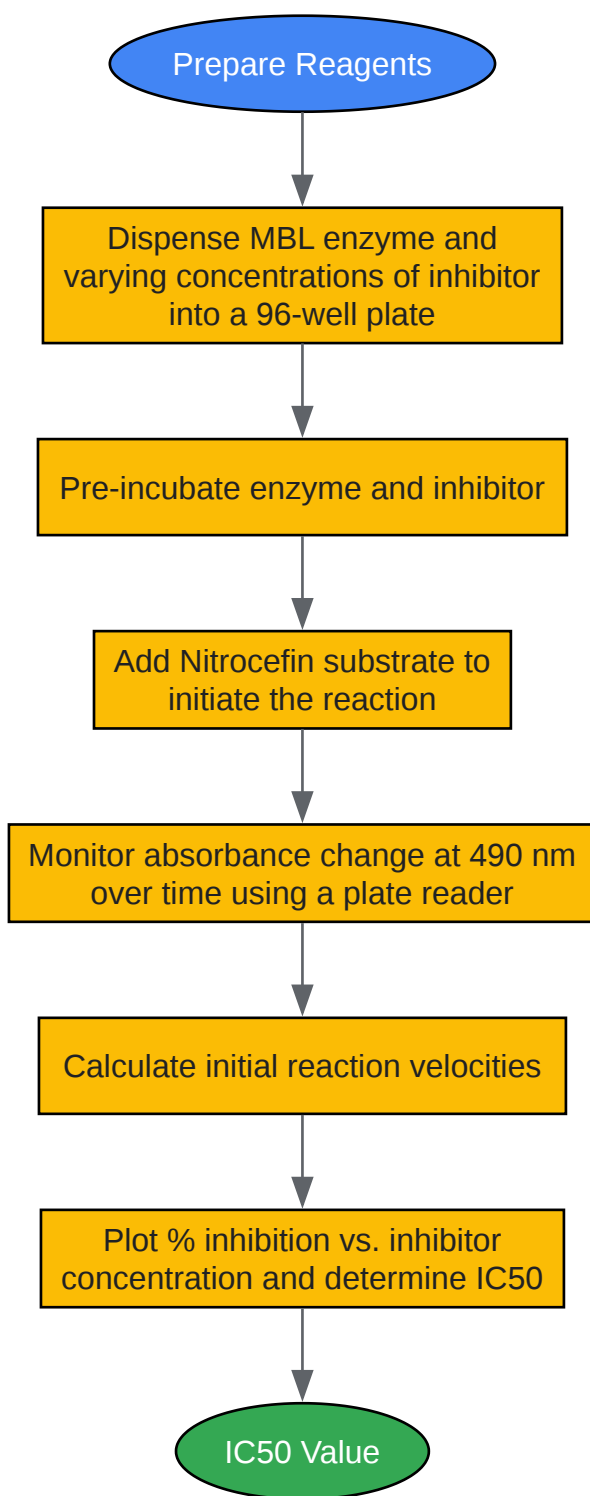 Prepare Reagents
Dispense MBL enzyme and
varying concentrations of inhibitor
into a 96-well plate
Pre-incubate enzyme and inhibitor
Add Nitrocefin substrate to
initiate the reaction
Monitor absorbance change at 490 nm
over time using a plate reader
Calculate initial reaction velocities
Plot % inhibition vs. inhibitor
concentration and determine IC50
IC50 Value